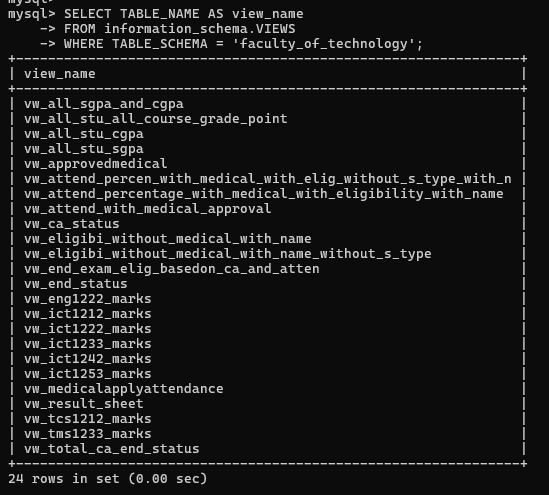 mysql>
mysql> SELECT TABLE_NAME AS view_name
    -> FROM information_schema.VIEWS
    -> WHERE TABLE_SCHEMA = 'faculty_of_technology';
+---------------------------------------------------------------+
| view_name                                                     |
+---------------------------------------------------------------+
| vw_all_sgpa_and_cgpa                                          |
| vw_all_stu_all_course_grade_point                             |
| vw_all_stu_cgpa                                               |
| vw_all_stu_sgpa                                               |
| vw_approvedmedical                                            |
| vw_attend_percen_with_medical_with_elig_without_s_type_with_n |
| vw_attend_percentage_with_medical_with_eligibility_with_name  |
| vw_attend_with_medical_approval                               |
| vw_ca_status                                                  |
| vw_eligibi_without_medical_with_name                          |
| vw_eligibi_without_medical_with_name_without_s_type           |
| vw_end_exam_elig_basedon_ca_and_atten                         |
| vw_end_status                                                 |
| vw_eng1222_marks                                              |
| vw_ict1212_marks                                              |
| vw_ict1222_marks                                              |
| vw_ict1233_marks                                              |
| vw_ict1242_marks                                              |
| vw_ict1253_marks                                              |
| vw_medicalapplyattendance                                     |
| vw_result_sheet                                               |
| vw_tcs1212_marks                                              |
| vw_tms1233_marks                                              |
| vw_total_ca_end_status                                        |
+---------------------------------------------------------------+
24 rows in set (0.00 sec)